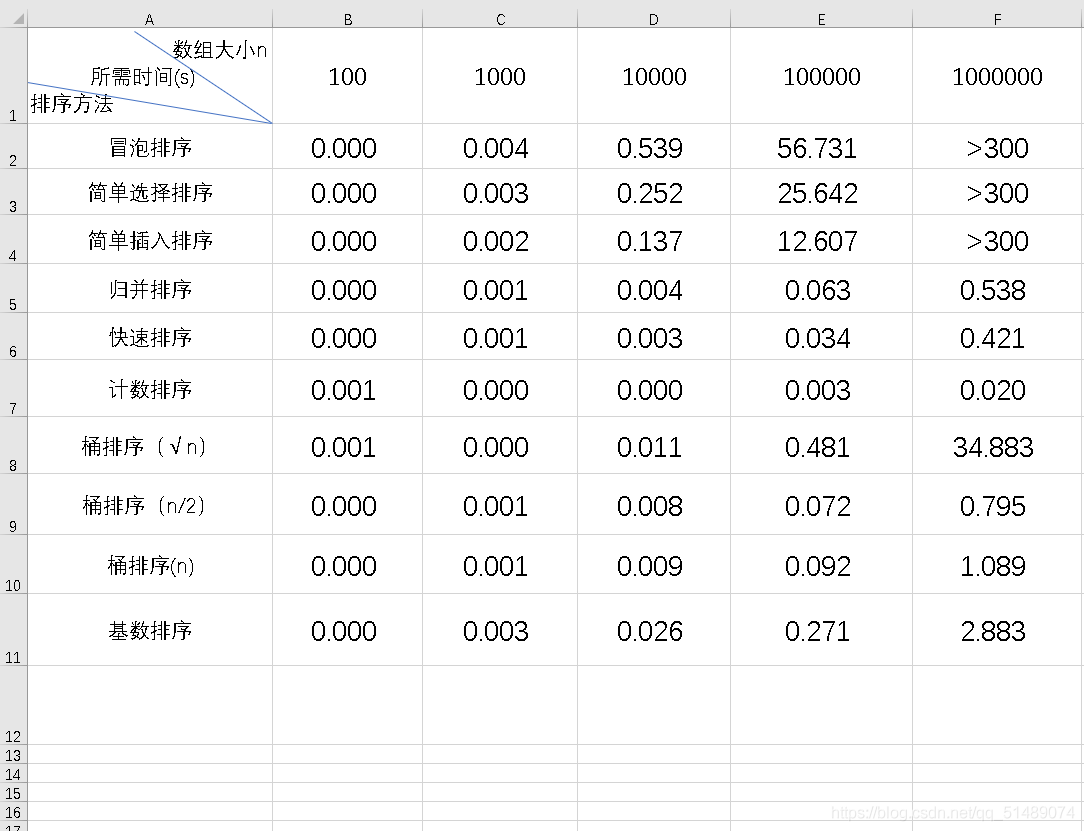 A B C D E F
数组大小n
所需时间(s) 100 1000 10000 100000 1000000
排序方法
1
冒泡排序 0.000 0.004 0.539 56.731 >300
2
简单选择排序 0.000 0.003 0.252 25.642 >300
3
简单插入排序 0.000 0.002 0.137 12.607 >300
4
归并排序 0.000 0.001 0.004 0.063 0.538
5
快速排序 0.000 0.001 0.003 0.034 0.421
6
计数排序 0.001 0.000 0.000 0.003 0.020
7
桶排序（√n） 0.001 0.000 0.011 0.481 34.883
8
桶排序（n/2） 0.000 0.001 0.008 0.072 0.795
9
桶排序(n) 0.000 0.001 0.009 0.092 1.089
10
基数排序 0.000 0.003 0.026 0.271 2.883
11
12
13
14
15
16 https://blog.csdn.net/qq_51489074
17